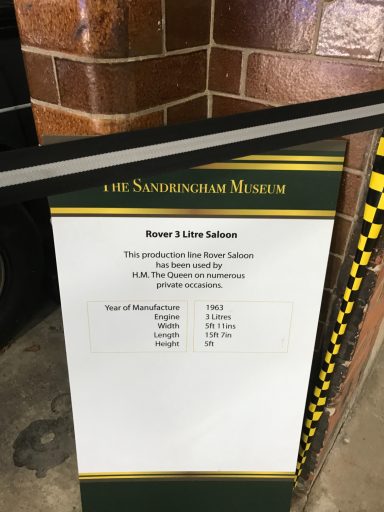 THE SANDRINGHAM MUSEUM
Rover 3 Litre Saloon
This production line Rover Saloon
has been used by
H.M. The Queen on numerous
private occasions.
Year of Manufacture 1963
Engine 3 Litres
Width 5ft 11ins
Length 15ft 7in
Height 5ft